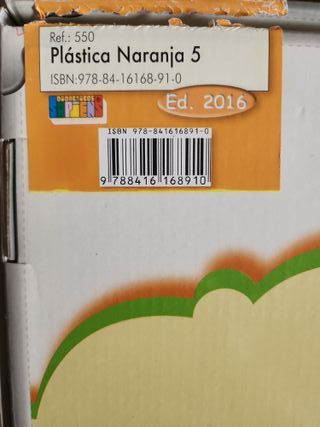 Ref.: 550
Plástica Naranja 5
ISBN:978-84-16168-91-0
SAPIENS
Ed. 2016
ISBN 978-841616891-0
9 788416 168910